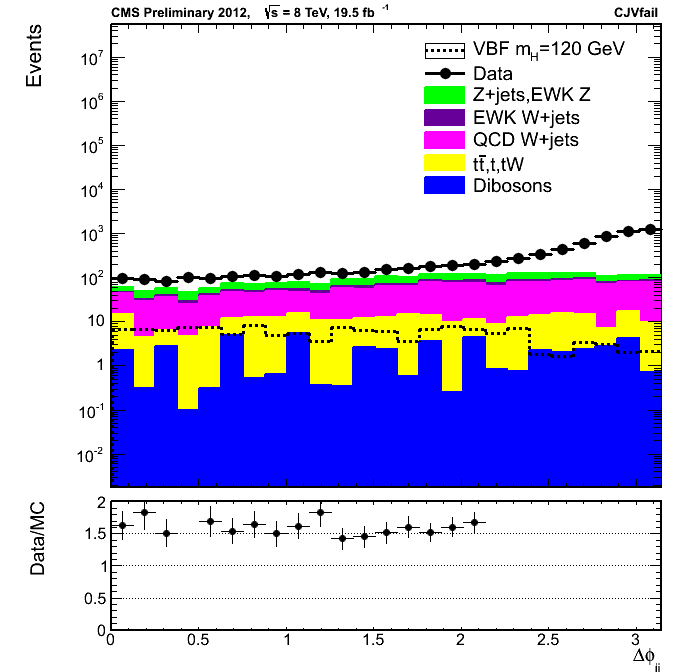 CMS Preliminary 2012, √s = 8 TeV, 19.5 fb⁻¹ CJVfail
Events
10⁷
10⁶
10⁵
10⁴
10³
10²
10
1
10⁻¹
10⁻²
VBF m_H=120 GeV
Data
Z+jets,EWK Z
EWK W+jets
QCD W+jets
tt̄,t,tW
Dibosons
Data/MC
2
1.5
1
0.5
0
0 0.5 1 1.5 2 2.5 3
Δϕ_jj